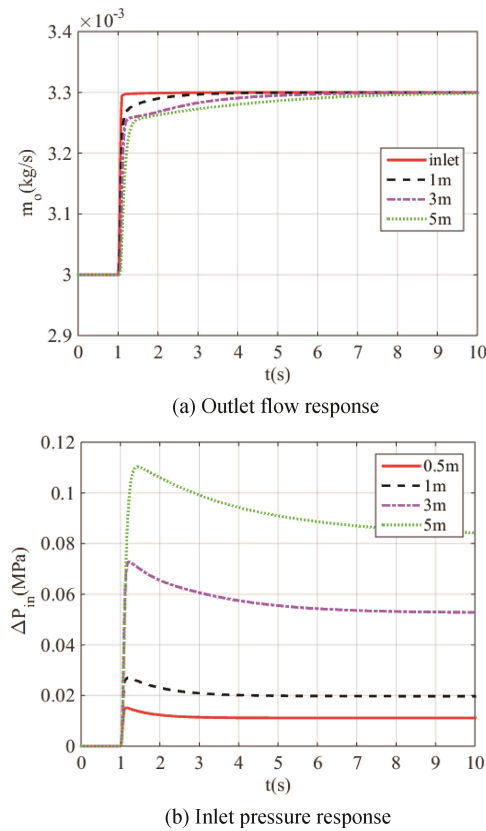 ×10⁻³
3.4
3.3
3.2
3.1
3
2.9
mₒ(kg/s)
inlet
1m
3m
5m
0 1 2 3 4 5 6 7 8 9 10
t(s)
(a) Outlet flow response
0.12
0.1
0.08
0.06
0.04
0.02
0
ΔP_in(MPa)
0.5m
1m
3m
5m
0 1 2 3 4 5 6 7 8 9 10
t(s)
(b) Inlet pressure response